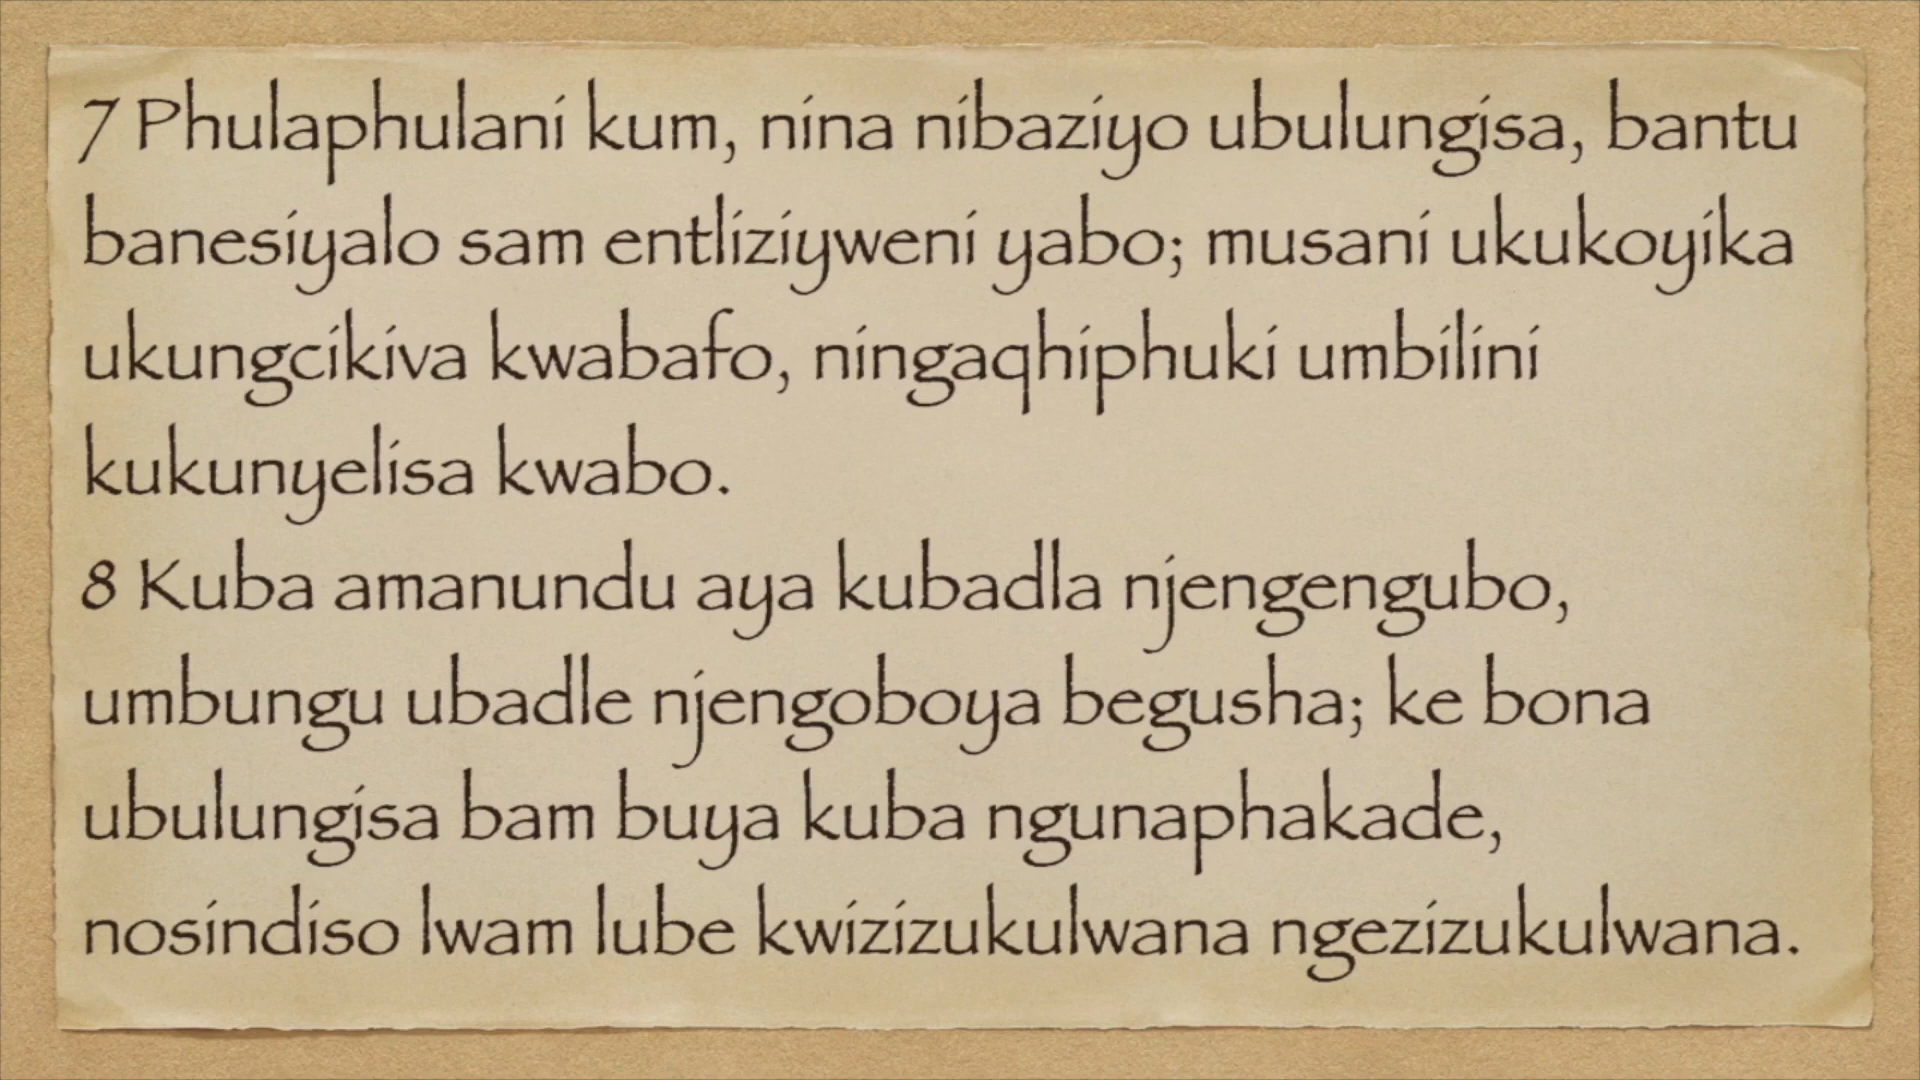 7 Phulaphulani kum, nina nibaziyo ubulungisa, bantu
banesiyalo sam entliziyweni yabo; musani ukukoyika
ukungcikiva kwabafo, ningaqhiphuki umbilini
kukunyelisa kwabo.
8 Kuba amanundu aya kubadla njengengubo,
umbungu ubadle njengoboya begusha; ke bona
ubulungisa bam buya kuba ngunaphakade,
nosindiso lwam lube kwizizukulwana ngezizukulwana.